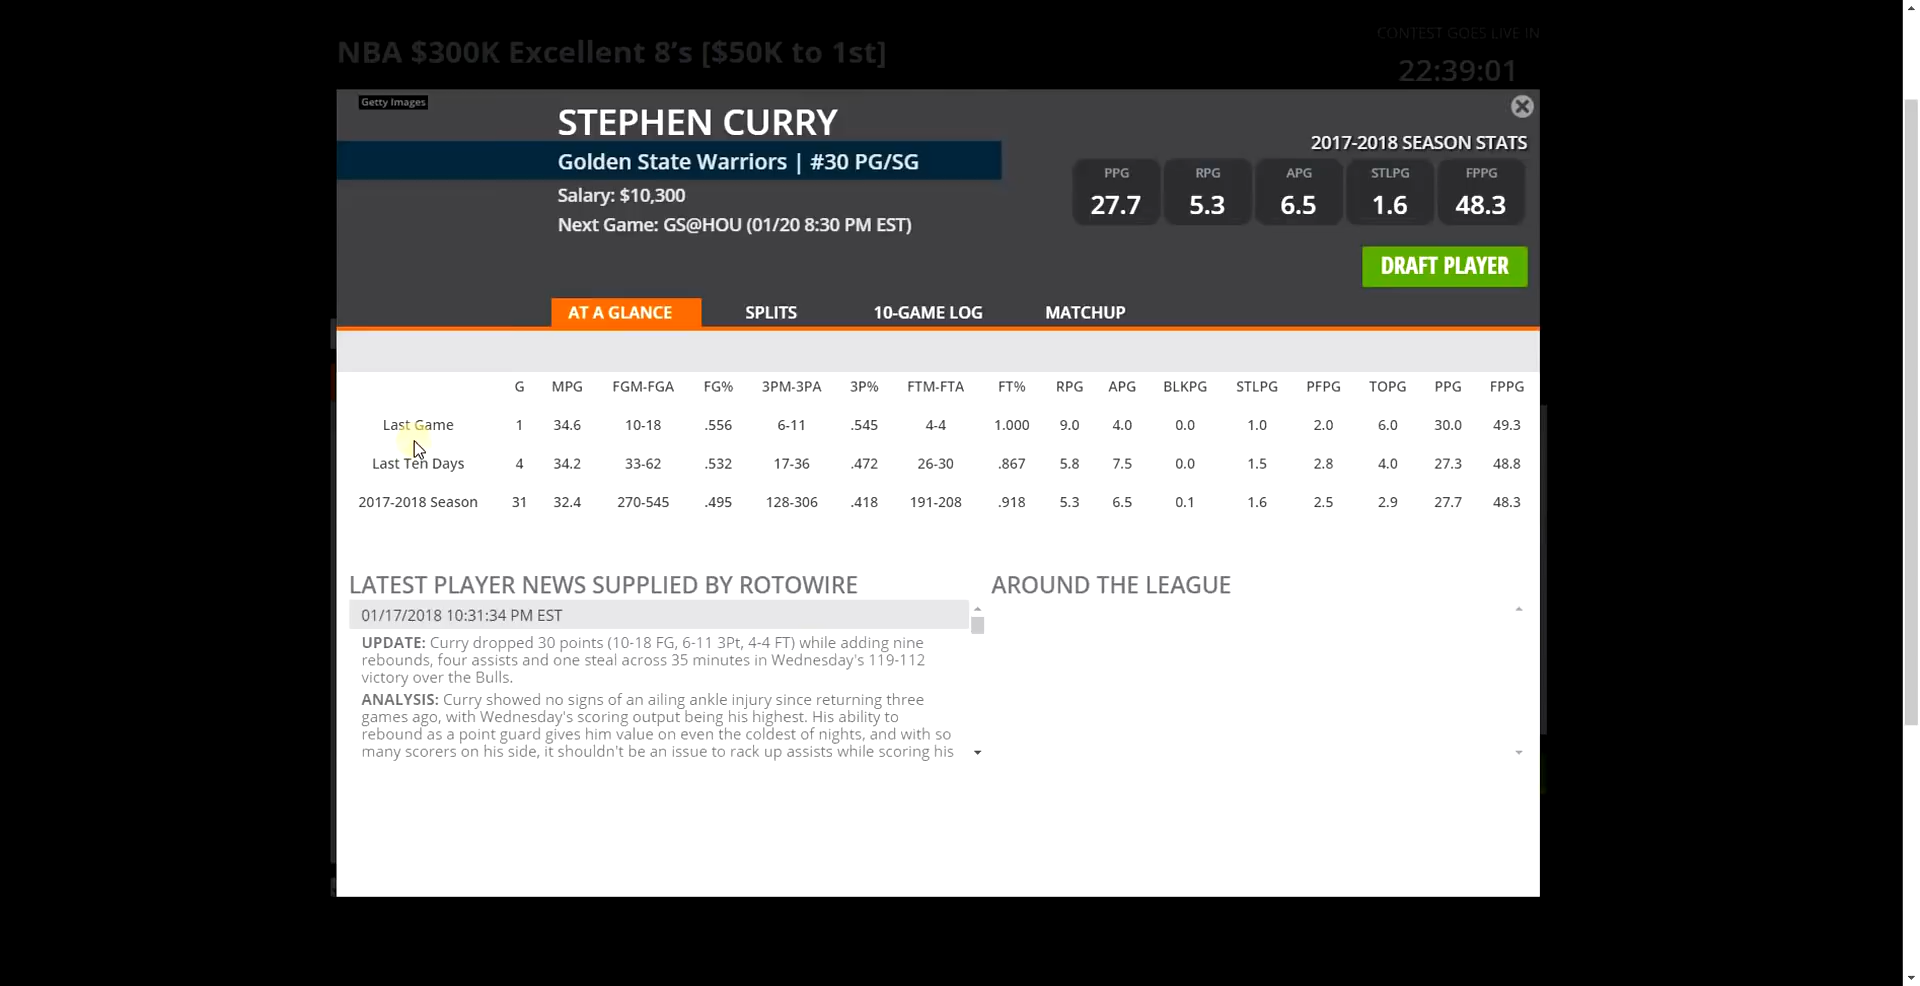 NBA $300K Excellent 8's [$50K to 1st]
CONTEST GOES LIVE IN
22:39:01
Getty Images
STEPHEN CURRY
Golden State Warriors | #30 PG/SG
Salary: $10,300
Next Game: GS@HOU (01/20 8:30 PM EST)
2017-2018 SEASON STATS
PPG RPG APG STLPG FPPG
27.7 5.3 6.5 1.6 48.3
DRAFT PLAYER
AT A GLANCE SPLITS 10-GAME LOG MATCHUP
G MPG FGM-FGA FG% 3PM-3PA 3P% FTM-FTA FT% RPG APG BLKPG STLPG PFPG TOPG PPG FPPG
Last Game 1 34.6 10-18 .556 6-11 .545 4-4 1.000 9.0 4.0 0.0 1.0 2.0 6.0 30.0 49.3
Last Ten Days 4 34.2 33-62 .532 17-36 .472 26-30 .867 5.8 7.5 0.0 1.5 2.8 4.0 27.3 48.8
2017-2018 Season 31 32.4 270-545 .495 128-306 .418 191-208 .918 5.3 6.5 0.1 1.6 2.5 2.9 27.7 48.3
LATEST PLAYER NEWS SUPPLIED BY ROTOWIRE
01/17/2018 10:31:34 PM EST
UPDATE: Curry dropped 30 points (10-18 FG, 6-11 3Pt, 4-4 FT) while adding nine
rebounds, four assists and one steal across 35 minutes in Wednesday's 119-112
victory over the Bulls.
ANALYSIS: Curry showed no signs of an ailing ankle injury since returning three
games ago, with Wednesday's scoring output being his highest. His ability to
rebound as a point guard gives him value on even the coldest of nights, and with so
many scorers on his side, it shouldn't be an issue to rack up assists while scoring his
AROUND THE LEAGUE